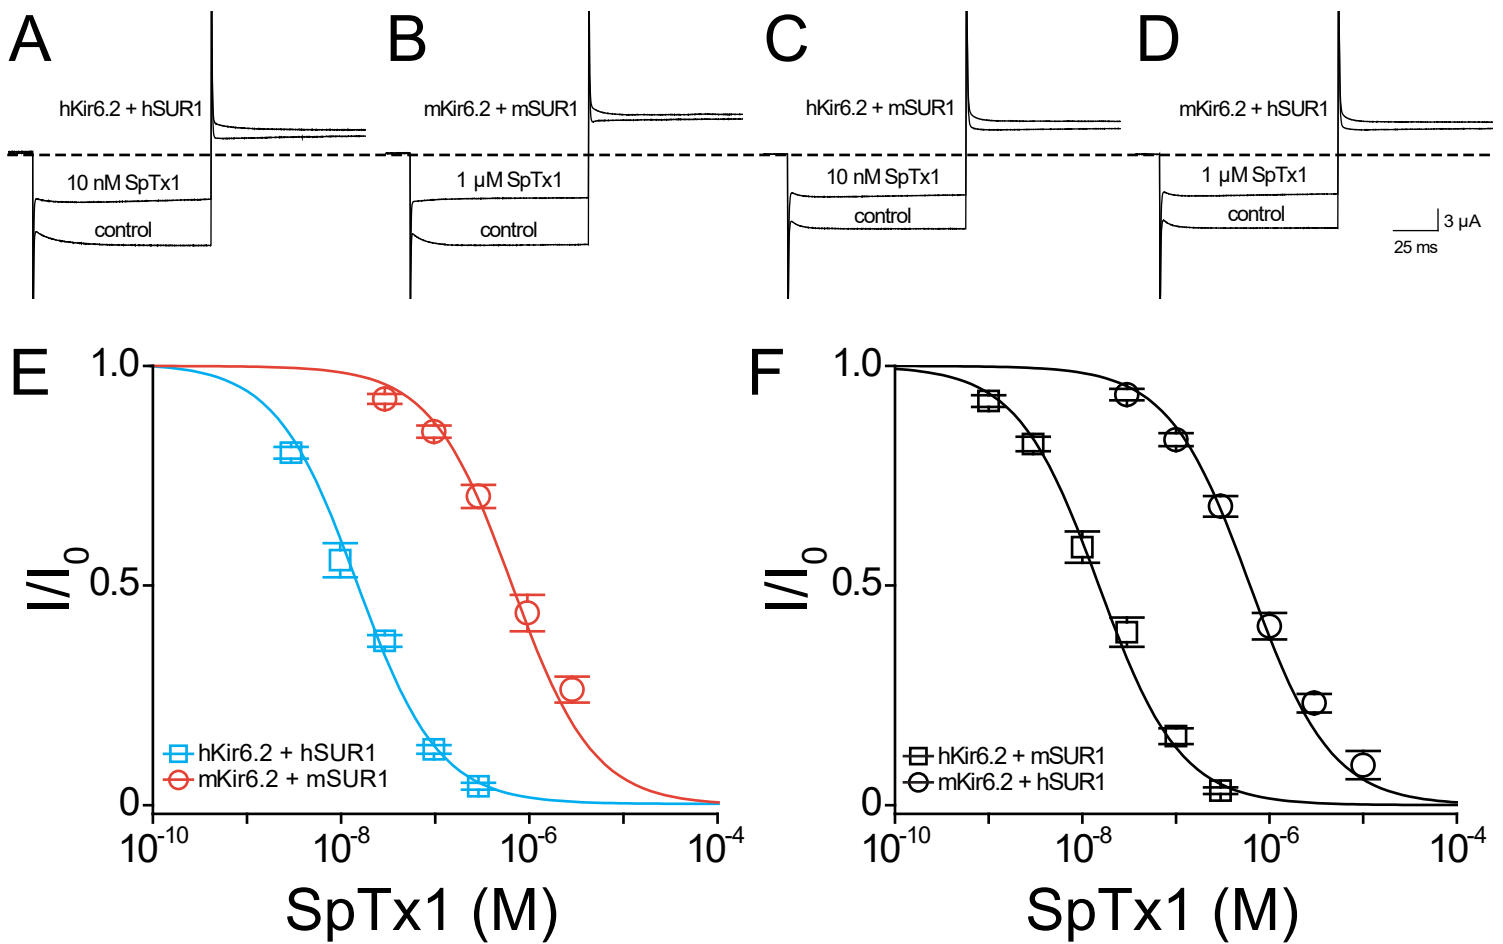 A
B
C
D
hKir6.2 + hSUR1
mKir6.2 + mSUR1
hKir6.2 + mSUR1
mKir6.2 + hSUR1
10 nM SpTx1
1 µM SpTx1
10 nM SpTx1
1 µM SpTx1
control
control
control
control
3 µA
25 ms
E
1.0
0.5
0
I/I0
hKir6.2 + hSUR1
mKir6.2 + mSUR1
10-10
10-8
10-6
10-4
SpTx1 (M)
F
1.0
0.5
0
I/I0
hKir6.2 + mSUR1
mKir6.2 + hSUR1
10-10
10-8
10-6
10-4
SpTx1 (M)